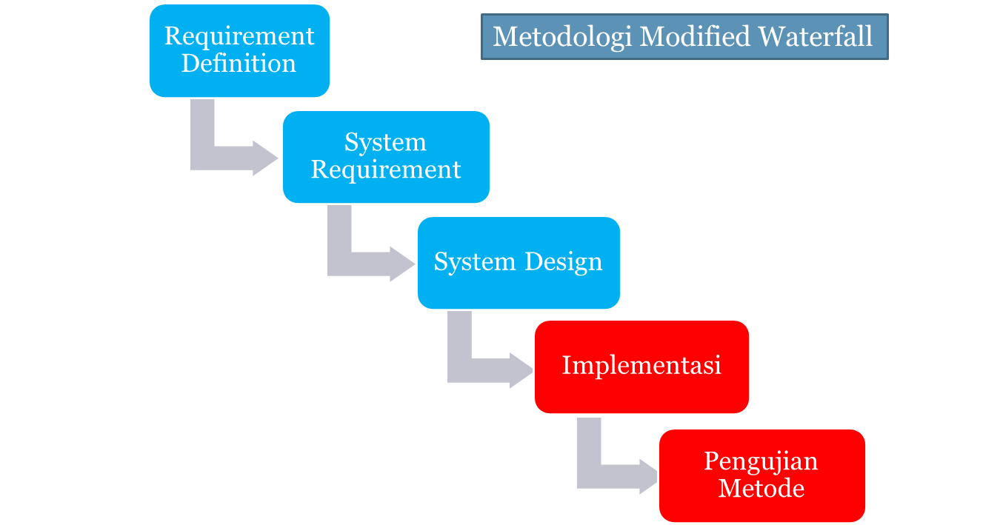 Metodologi Modified Waterfall
Requirement
Definition
System
Requirement
System Design
Implementasi
Pengujian
Metode